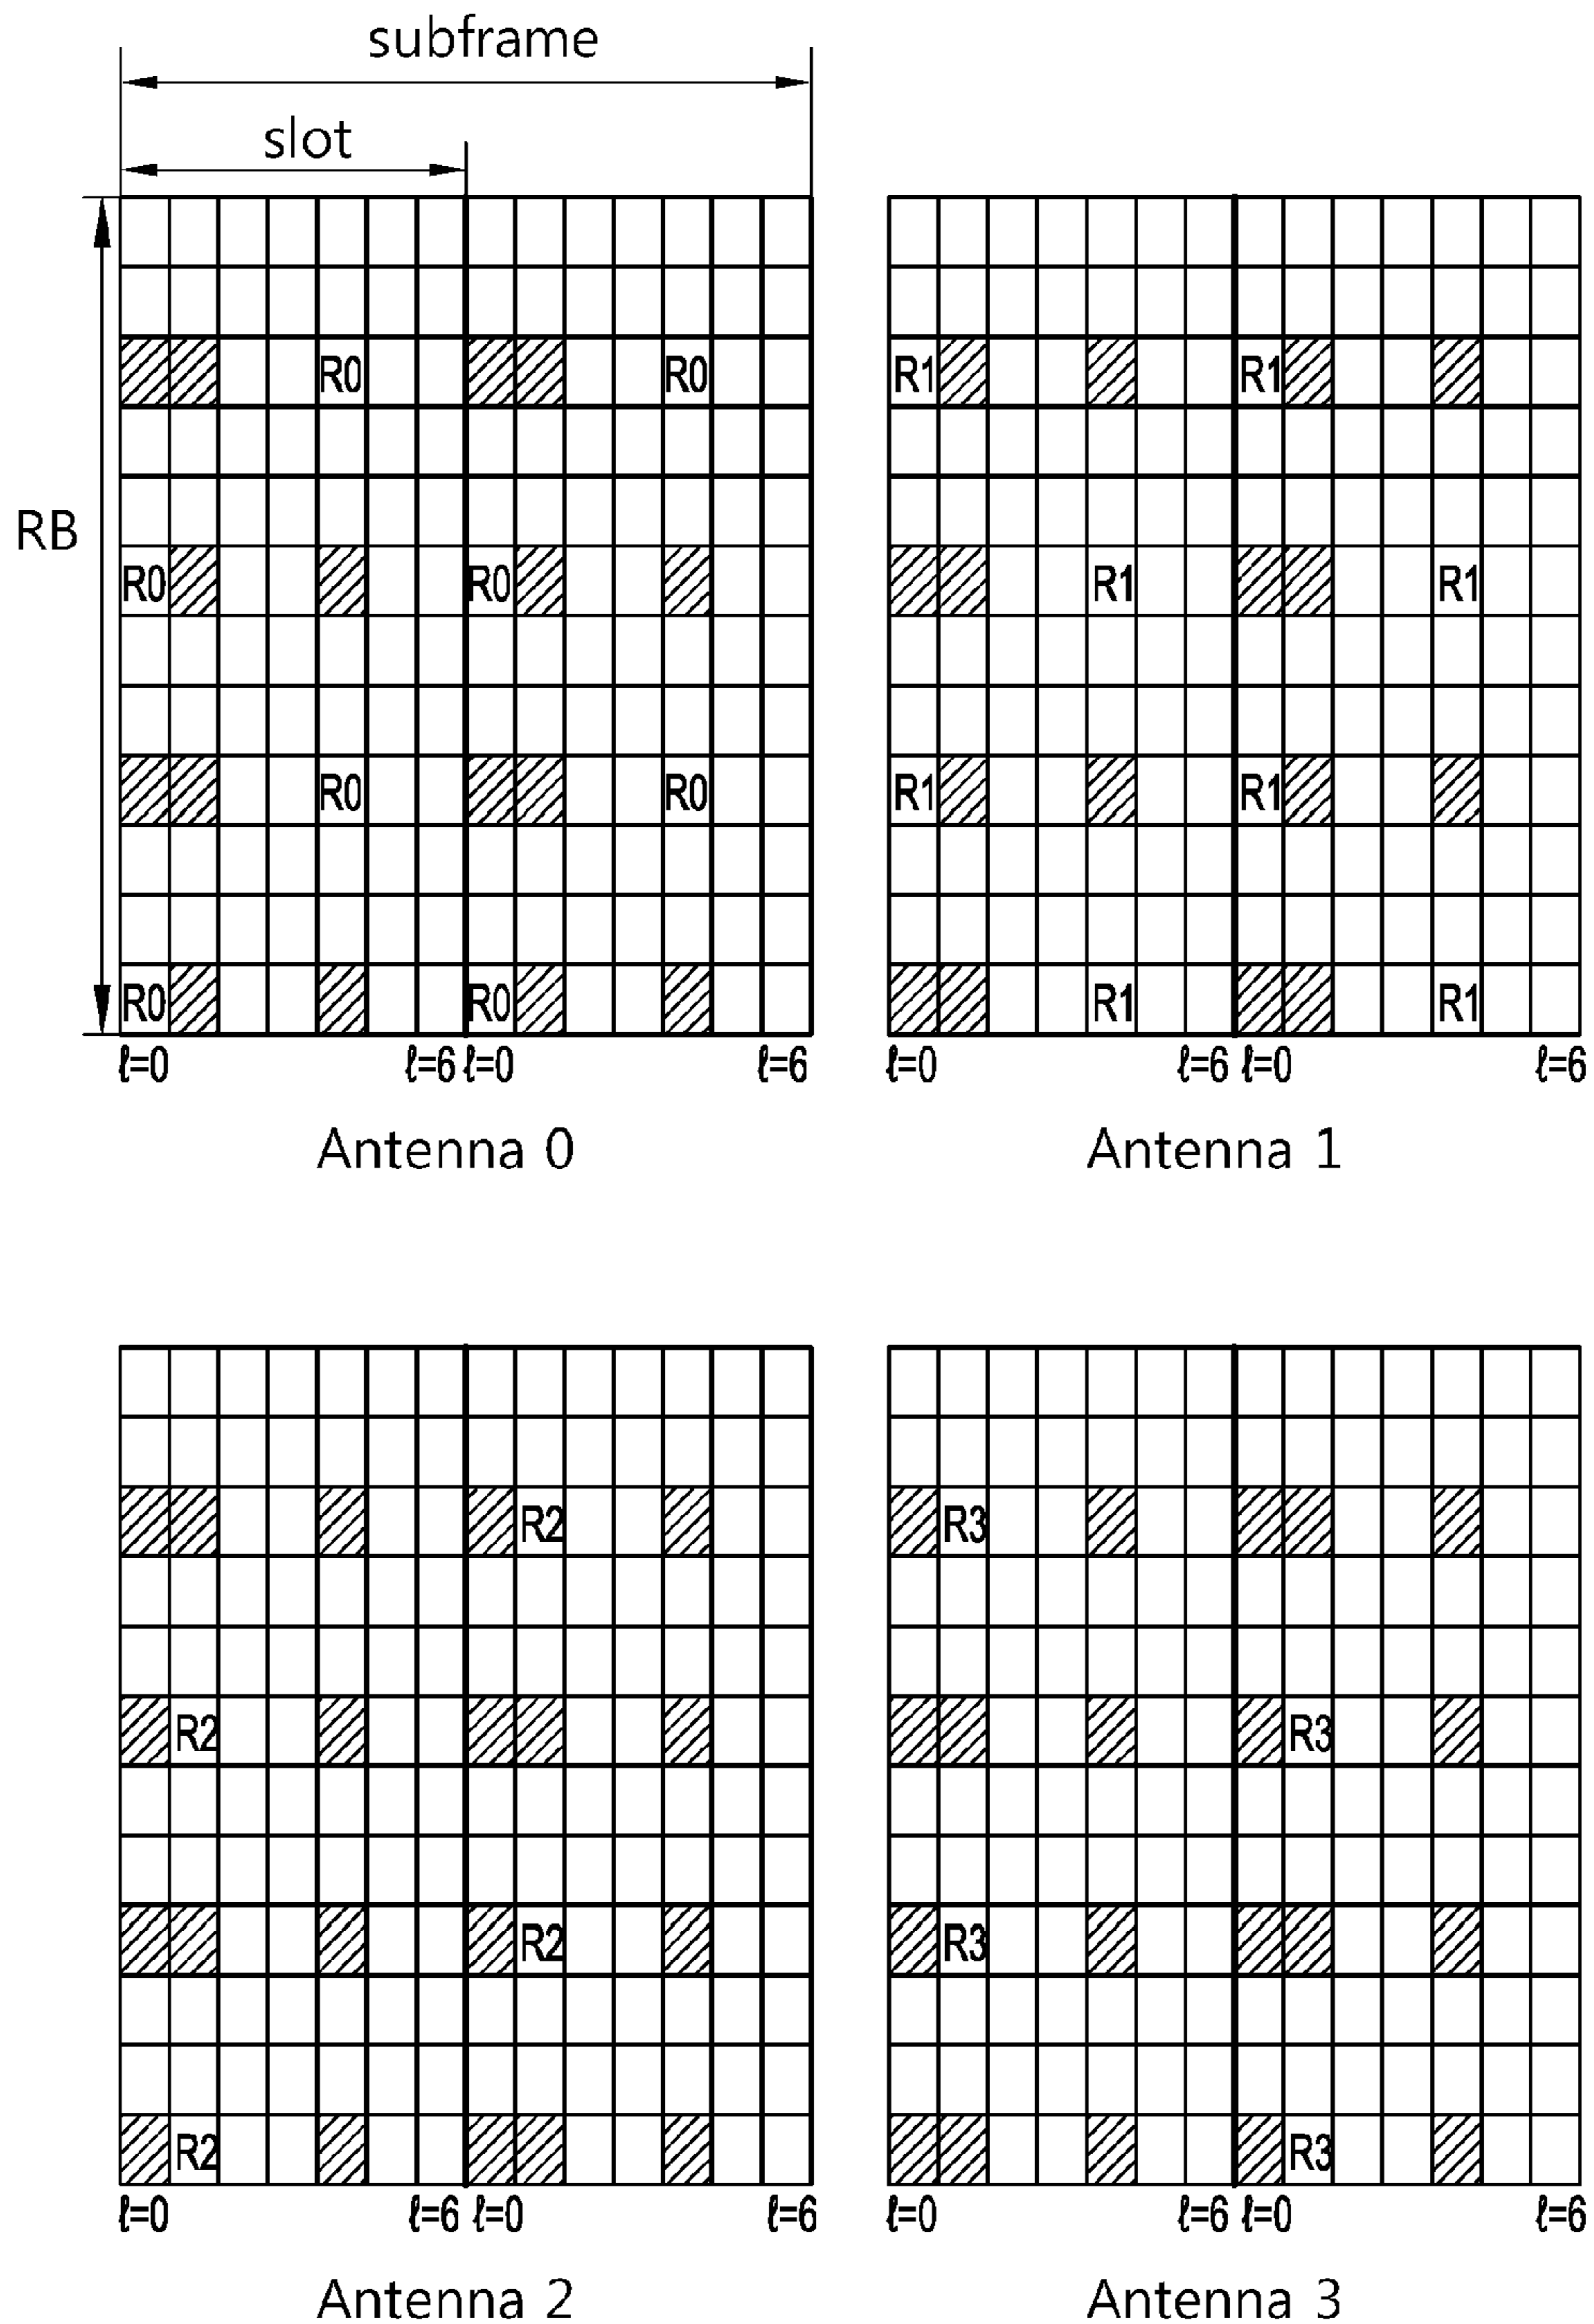 subframe
slot
R0 R0 R1 R1
RB
R0 R0 R1 R1
R0 R0 R1 R1
R0 R0 R1 R1
ℓ=0 ℓ=6 ℓ=0 ℓ=6 ℓ=0 ℓ=6 ℓ=0 ℓ=6
Antenna 0 Antenna 1
R2 R3
R2 R3
R2 R3
R2 R3
ℓ=0 ℓ=6 ℓ=0 ℓ=6 ℓ=0 ℓ=6 ℓ=0 ℓ=6
Antenna 2 Antenna 3